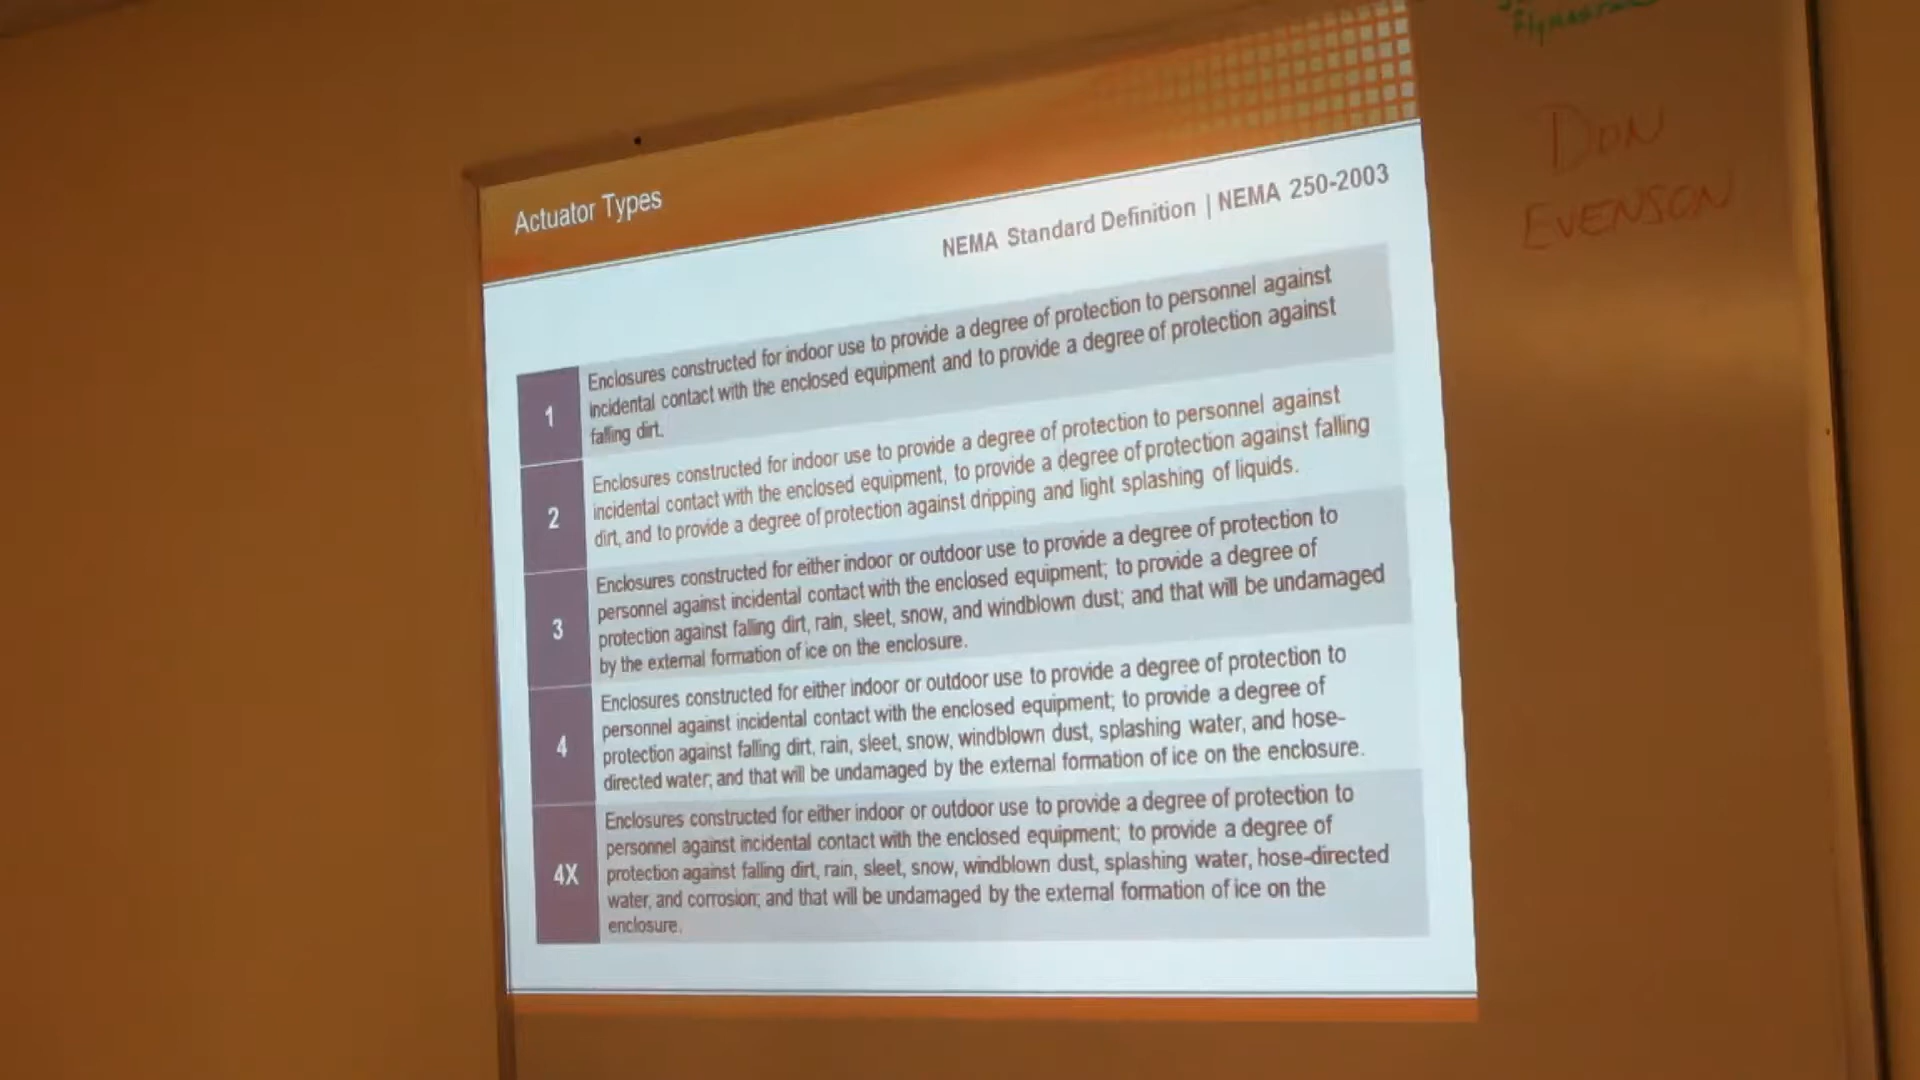 Actuator Types
NEMA Standard Definition | NEMA 250-2003
1
Enclosures constructed for indoor use to provide a degree of protection to personnel against
incidental contact with the enclosed equipment and to provide a degree of protection against
falling dirt.
2
Enclosures constructed for indoor use to provide a degree of protection to personnel against
incidental contact with the enclosed equipment, to provide a degree of protection against falling
dirt, and to provide a degree of protection against dripping and light splashing of liquids.
3
Enclosures constructed for either indoor or outdoor use to provide a degree of protection to
personnel against incidental contact with the enclosed equipment; to provide a degree of
protection against falling dirt, rain, sleet, snow, and windblown dust; and that will be undamaged
by the external formation of ice on the enclosure.
4
Enclosures constructed for either indoor or outdoor use to provide a degree of protection to
personnel against incidental contact with the enclosed equipment; to provide a degree of
protection against falling dirt, rain, sleet, snow, windblown dust, splashing water, and hose-
directed water; and that will be undamaged by the external formation of ice on the enclosure.
4X
Enclosures constructed for either indoor or outdoor use to provide a degree of protection to
personnel against incidental contact with the enclosed equipment; to provide a degree of
protection against falling dirt, rain, sleet, snow, windblown dust, splashing water, hose-directed
water, and corrosion; and that will be undamaged by the external formation of ice on the
enclosure.
DON
EVENSON